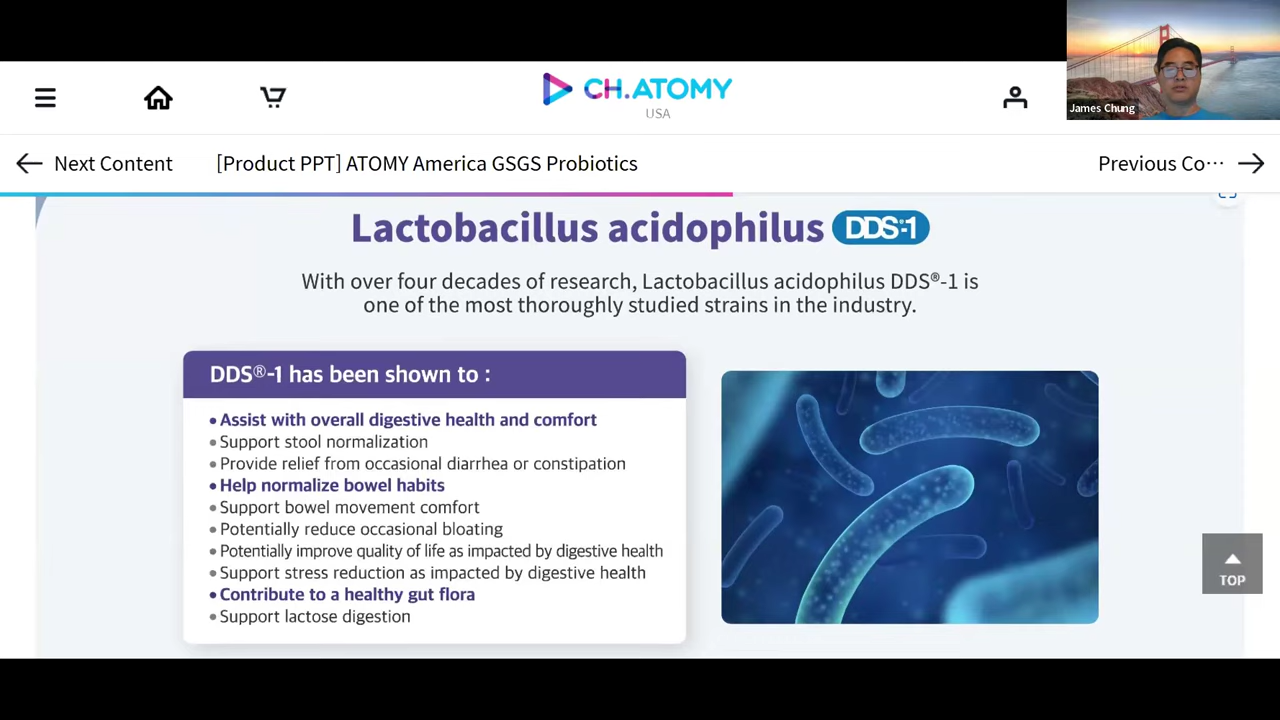 CH.ATOMY
USA
James Chung
Next Content
[Product PPT] ATOMY America GSGS Probiotics
Previous Co···
Lactobacillus acidophilus DDS®-1
With over four decades of research, Lactobacillus acidophilus DDS®-1 is
one of the most thoroughly studied strains in the industry.
DDS®-1 has been shown to :
• Assist with overall digestive health and comfort
• Support stool normalization
• Provide relief from occasional diarrhea or constipation
• Help normalize bowel habits
• Support bowel movement comfort
• Potentially reduce occasional bloating
• Potentially improve quality of life as impacted by digestive health
• Support stress reduction as impacted by digestive health
• Contribute to a healthy gut flora
• Support lactose digestion
TOP